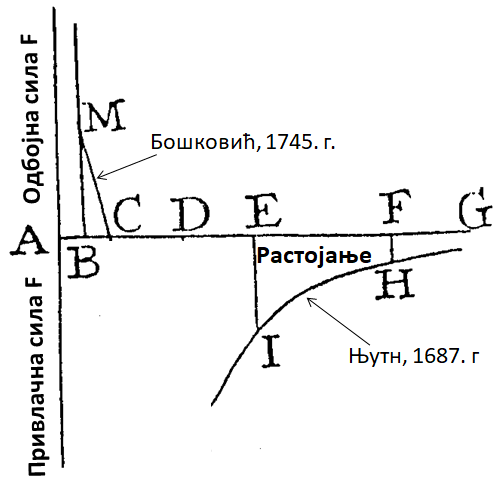 Одбојна сила F
Привлачна сила F
M
Бошковић, 1745. г.
A
B
C
D
E
F
G
Растојање
H
I
Њутн, 1687. г